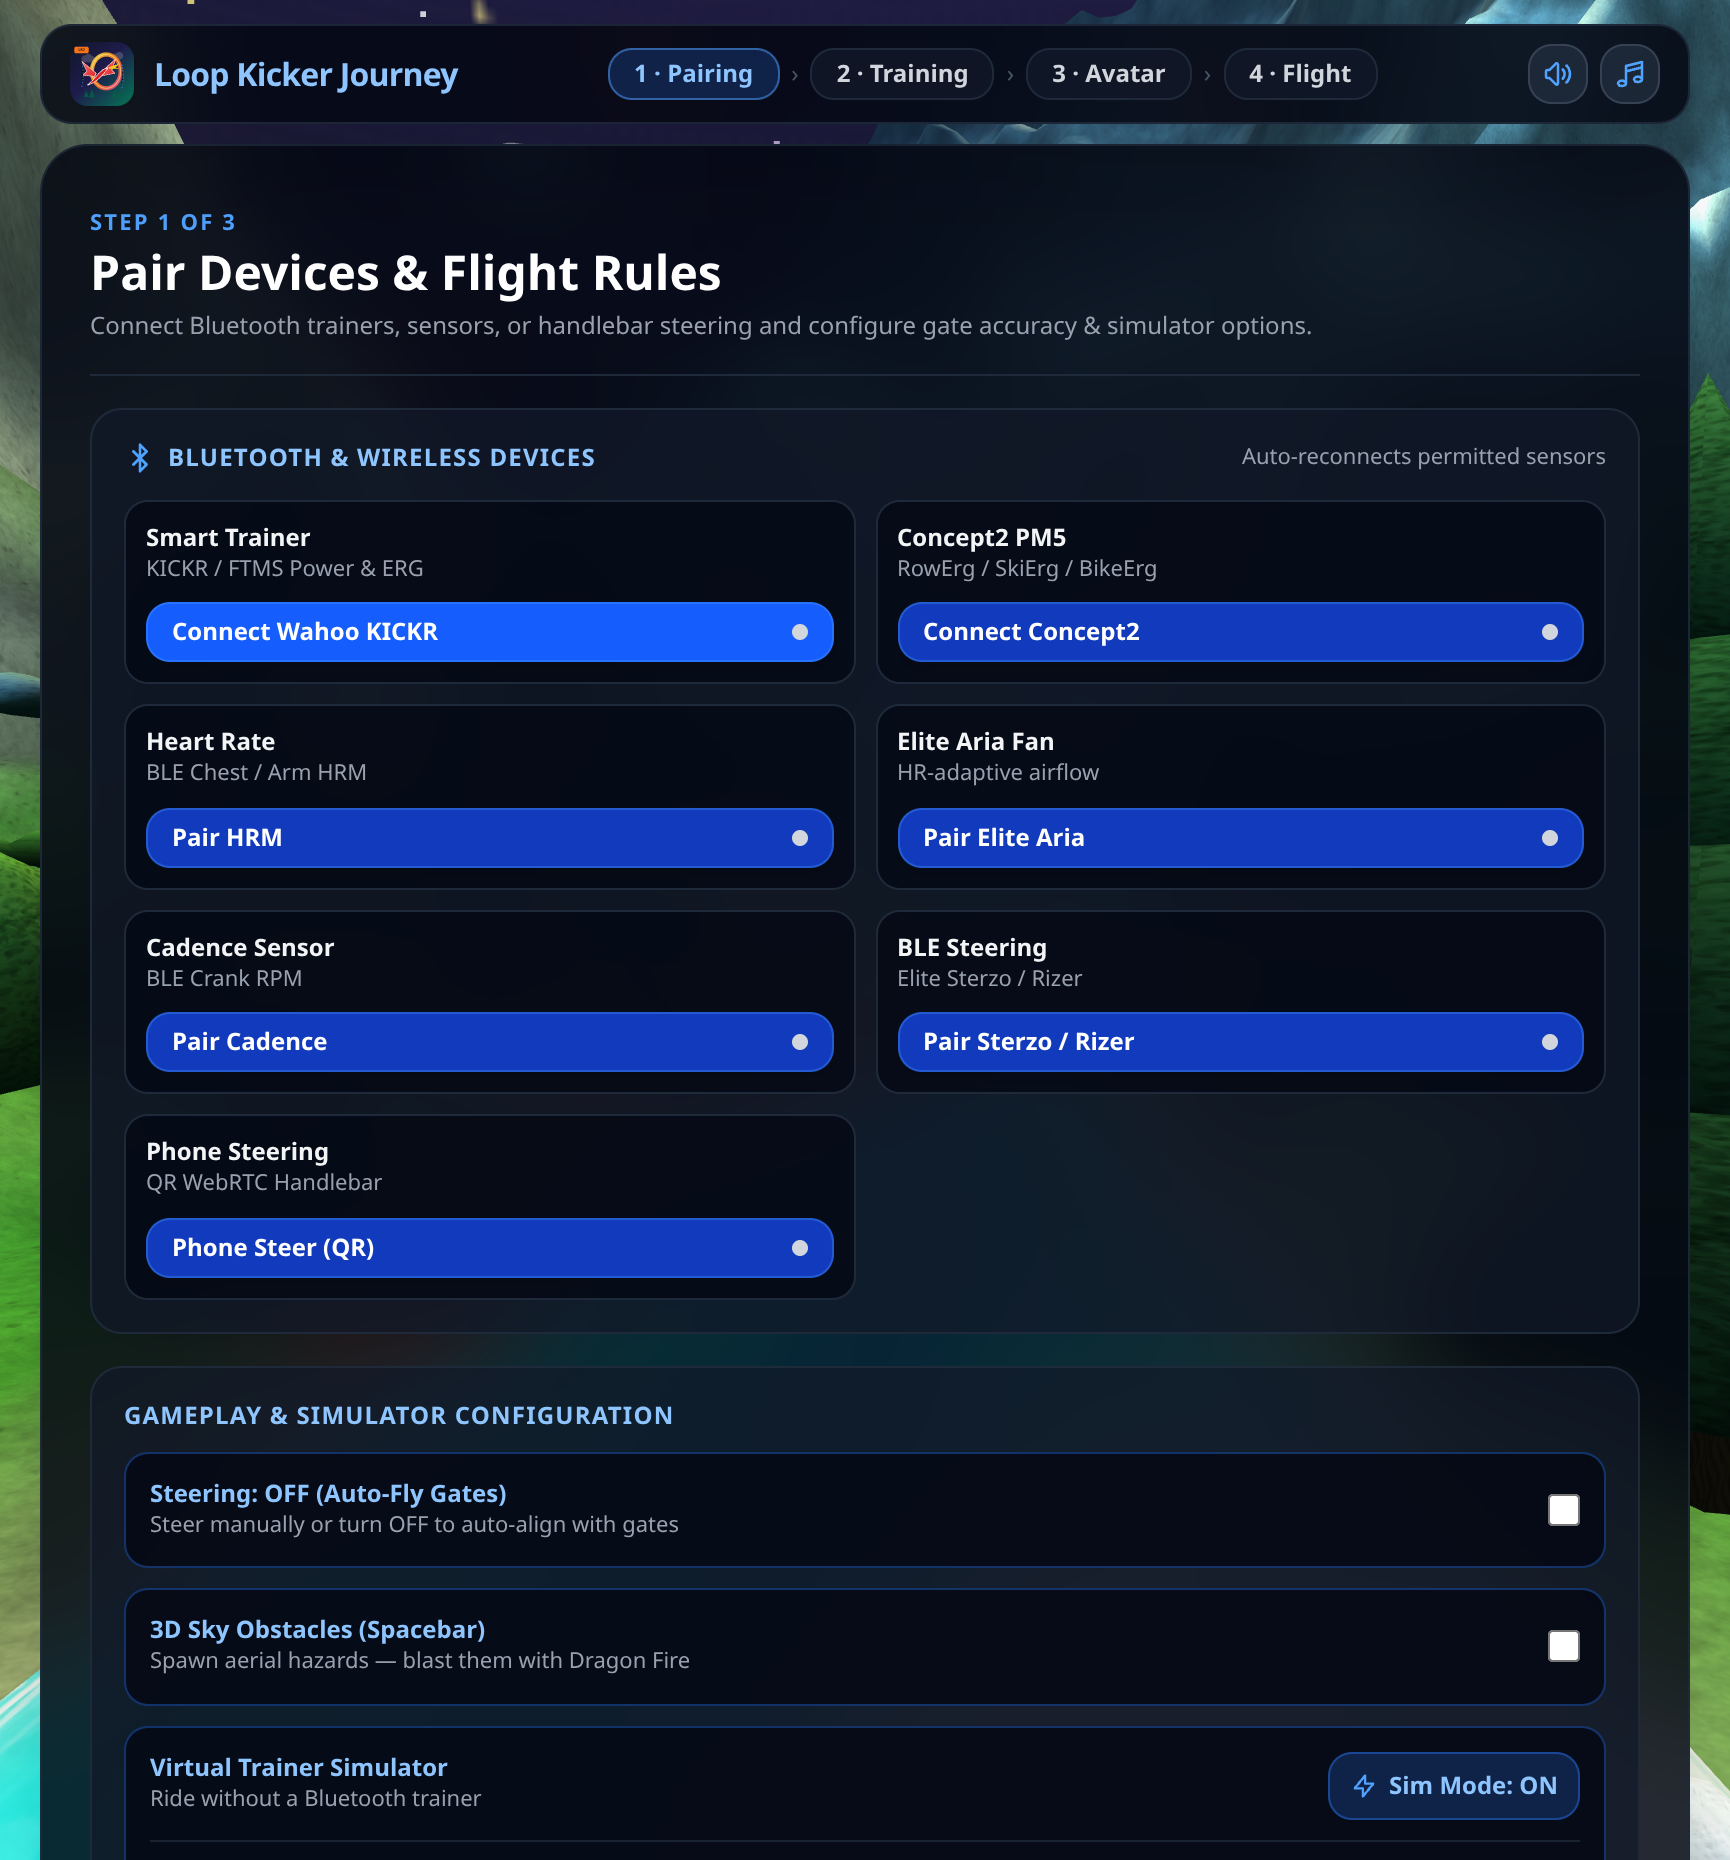 Loop Kicker Journey
1 · Pairing › 2 · Training › 3 · Avatar › 4 · Flight
STEP 1 OF 3
Pair Devices & Flight Rules
Connect Bluetooth trainers, sensors, or handlebar steering and configure gate accuracy & simulator options.
BLUETOOTH & WIRELESS DEVICES
Auto-reconnects permitted sensors
Smart Trainer
KICKR / FTMS Power & ERG
Connect Wahoo KICKR
Concept2 PM5
RowErg / SkiErg / BikeErg
Connect Concept2
Heart Rate
BLE Chest / Arm HRM
Pair HRM
Elite Aria Fan
HR-adaptive airflow
Pair Elite Aria
Cadence Sensor
BLE Crank RPM
Pair Cadence
BLE Steering
Elite Sterzo / Rizer
Pair Sterzo / Rizer
Phone Steering
QR WebRTC Handlebar
Phone Steer (QR)
GAMEPLAY & SIMULATOR CONFIGURATION
Steering: OFF (Auto-Fly Gates)
Steer manually or turn OFF to auto-align with gates
3D Sky Obstacles (Spacebar)
Spawn aerial hazards — blast them with Dragon Fire
Virtual Trainer Simulator
Ride without a Bluetooth trainer
Sim Mode: ON